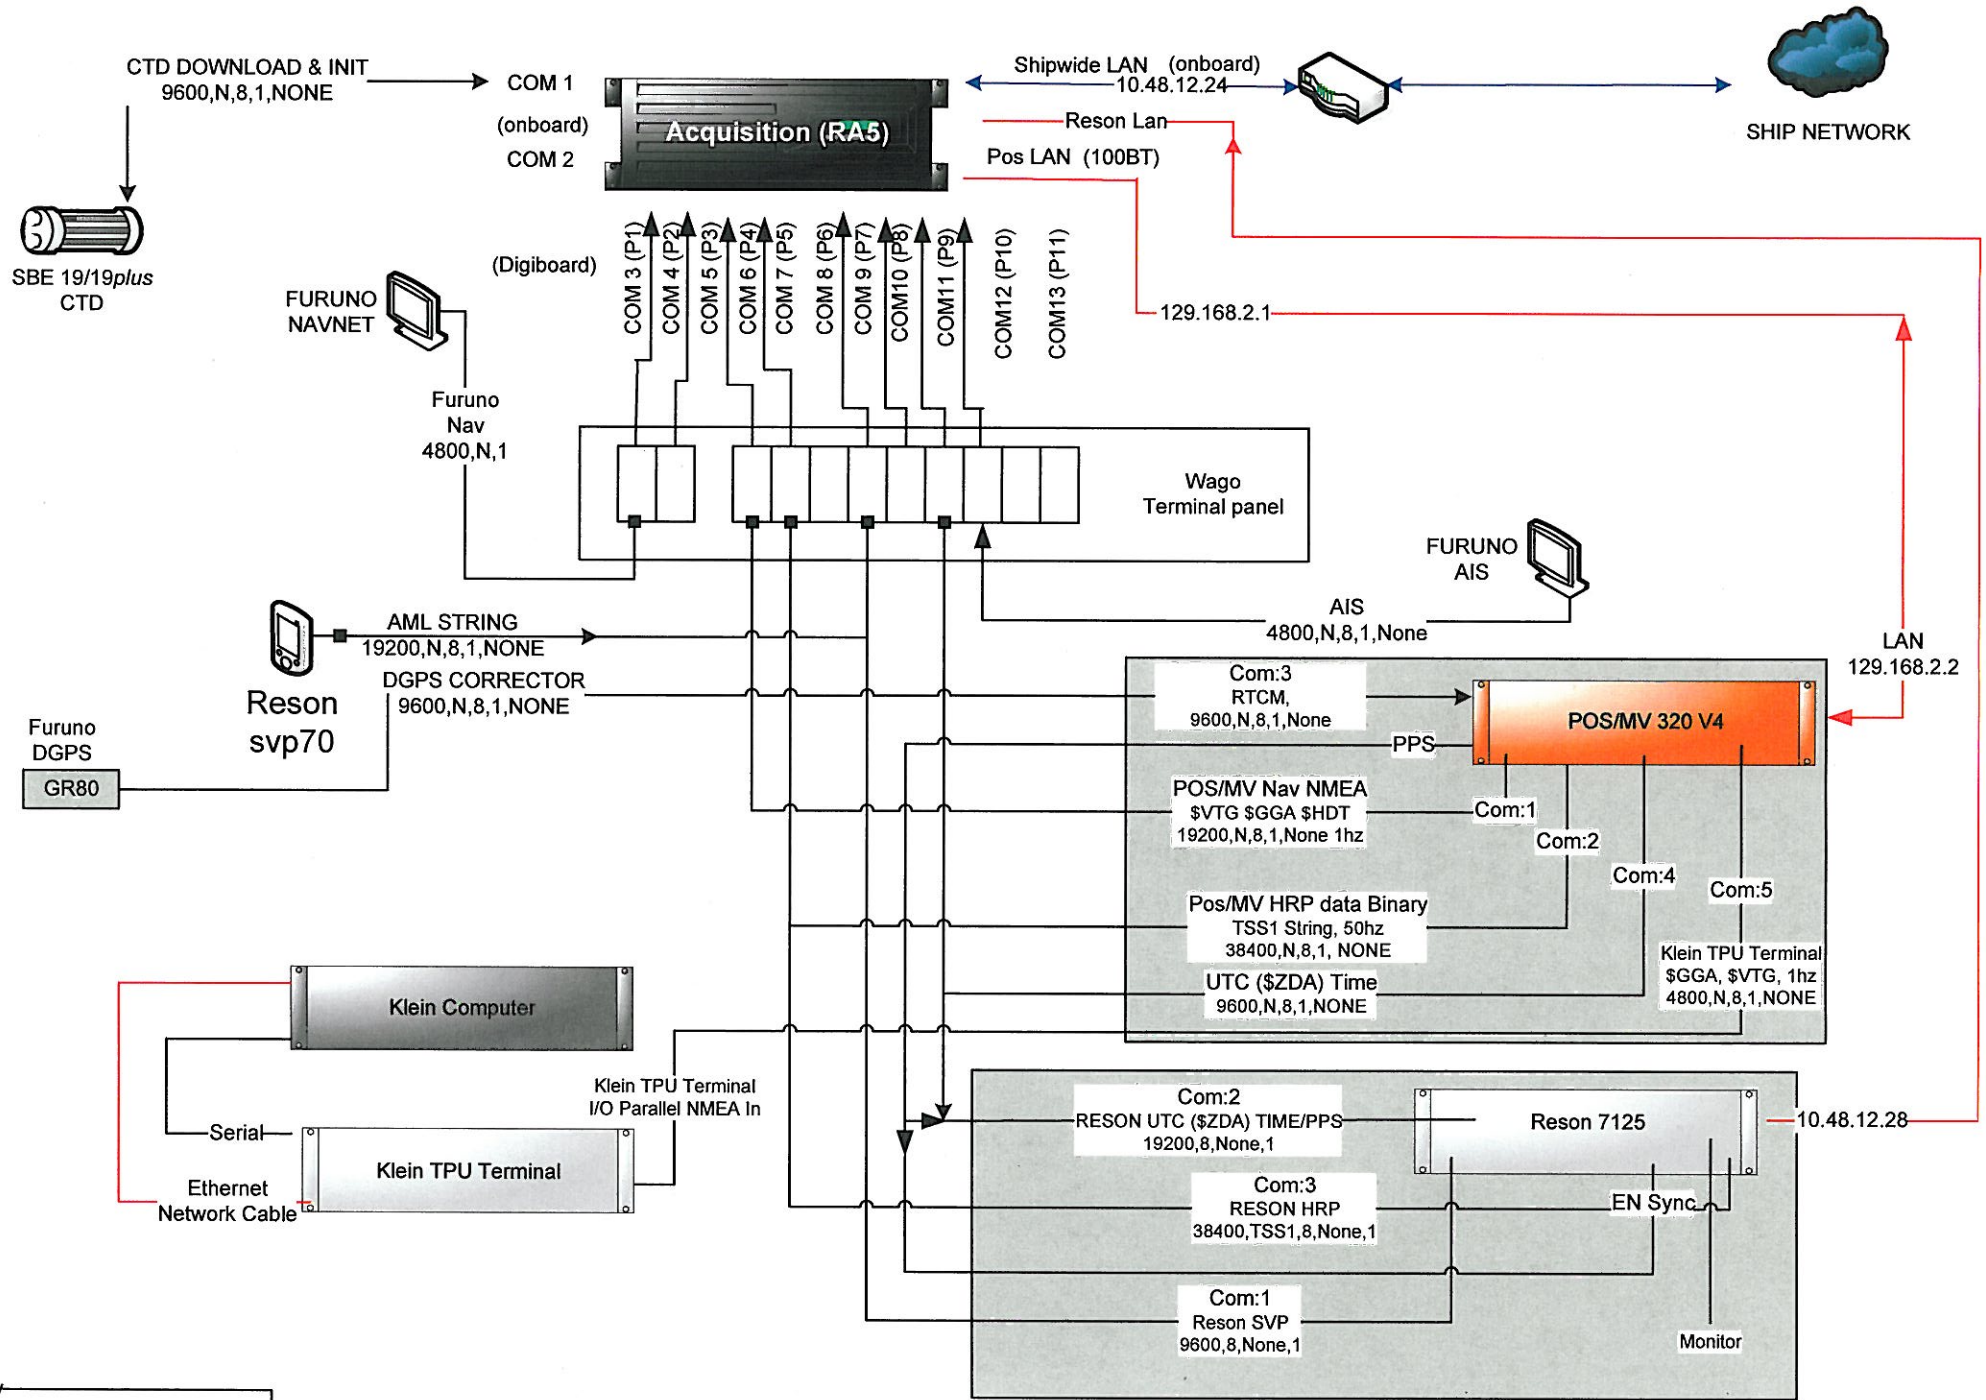 CTD DOWNLOAD & INIT
9600,N,8,1,NONE
COM 1
(onboard)
COM 2
Acquisition (RA5)
Shipwide LAN (onboard)
10.48.12.24
Reson Lan
Pos LAN (100BT)
SHIP NETWORK
SBE 19/19plus
CTD
(Digiboard)
COM 3 (P1)
COM 4 (P2)
COM 5 (P3)
COM 6 (P4)
COM 7 (P5)
COM 8 (P6)
COM 9 (P7)
COM10 (P8)
COM11 (P9)
COM12 (P10)
COM13 (P11)
129.168.2.1
FURUNO
NAVNET
Furuno
Nav
4800,N,1
Wago
Terminal panel
FURUNO
AIS
AIS
4800,N,8,1,None
AML STRING
19200,N,8,1,NONE
Reson
svp70
DGPS CORRECTOR
9600,N,8,1,NONE
Furuno
DGPS
GR80
LAN
129.168.2.2
Com:3
RTCM,
9600,N,8,1,None
POS/MV 320 V4
PPS
POS/MV Nav NMEA
$VTG $GGA $HDT
19200,N,8,1,None 1hz
Com:1
Com:2
Com:4
Com:5
Pos/MV HRP data Binary
TSS1 String, 50hz
38400,N,8,1, NONE
UTC ($ZDA) Time
9600,N,8,1,NONE
Klein TPU Terminal
$GGA, $VTG, 1hz
4800,N,8,1,NONE
Klein Computer
Klein TPU Terminal
I/O Parallel NMEA In
Serial
Klein TPU Terminal
Ethernet
Network Cable
Com:2
RESON UTC ($ZDA) TIME/PPS
19200,8,None,1
Reson 7125
10.48.12.28
Com:3
RESON HRP
38400,TSS1,8,None,1
EN Sync
Com:1
Reson SVP
9600,8,None,1
Monitor